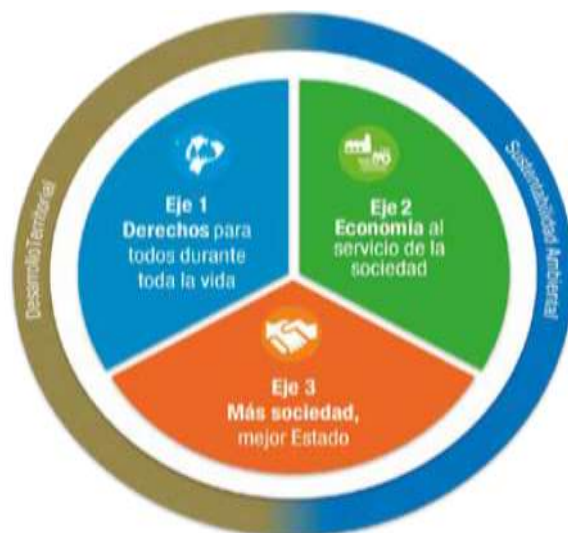 Desarrollo Territorial
Eje 1
Derechos para
todos durante
toda la vida
Eje 2
Economía al
servicio de la
sociedad
Sustentabilidad Ambiental
Eje 3
Más sociedad,
mejor Estado